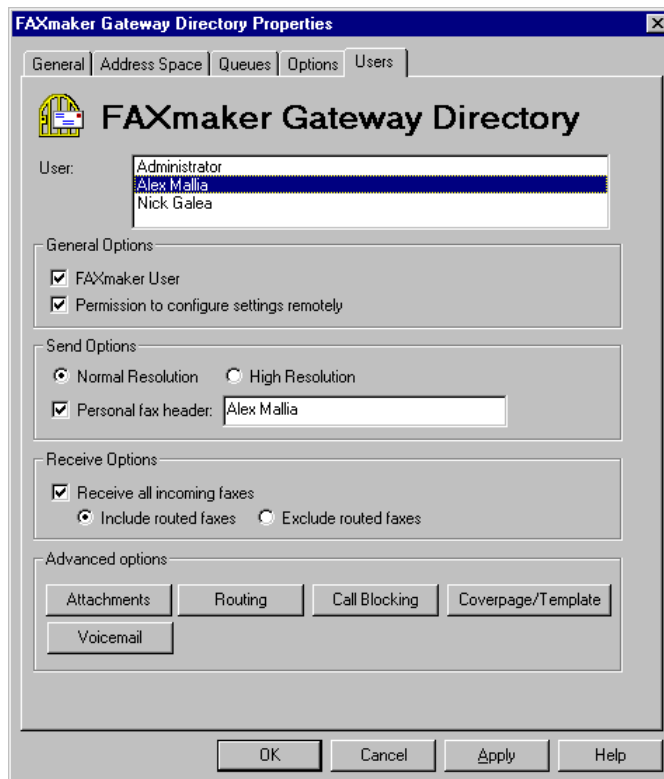 FAXmaker Gateway Directory Properties
General Address Space Queues Options Users
FAXmaker Gateway Directory
User:
Administrator
Alex Mallia
Nick Galea
General Options
FAXmaker User
Permission to configure settings remotely
Send Options
Normal Resolution High Resolution
Personal fax header: Alex Mallia
Receive Options
Receive all incoming faxes
Include routed faxes Exclude routed faxes
Advanced options
Attachments Routing Call Blocking Coverpage/Template
Voicemail
OK Cancel Apply Help